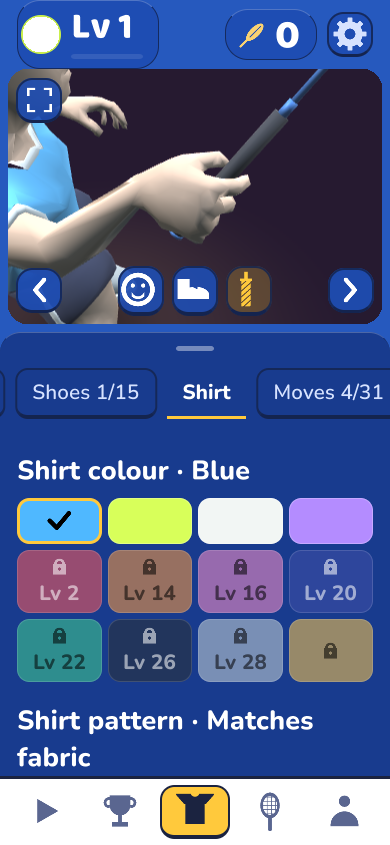 Lv 1
0
Shoes 1/15
Shirt
Moves 4/31
Shirt colour · Blue
Lv 2
Lv 14
Lv 16
Lv 20
Lv 22
Lv 26
Lv 28
Shirt pattern · Matches
fabric